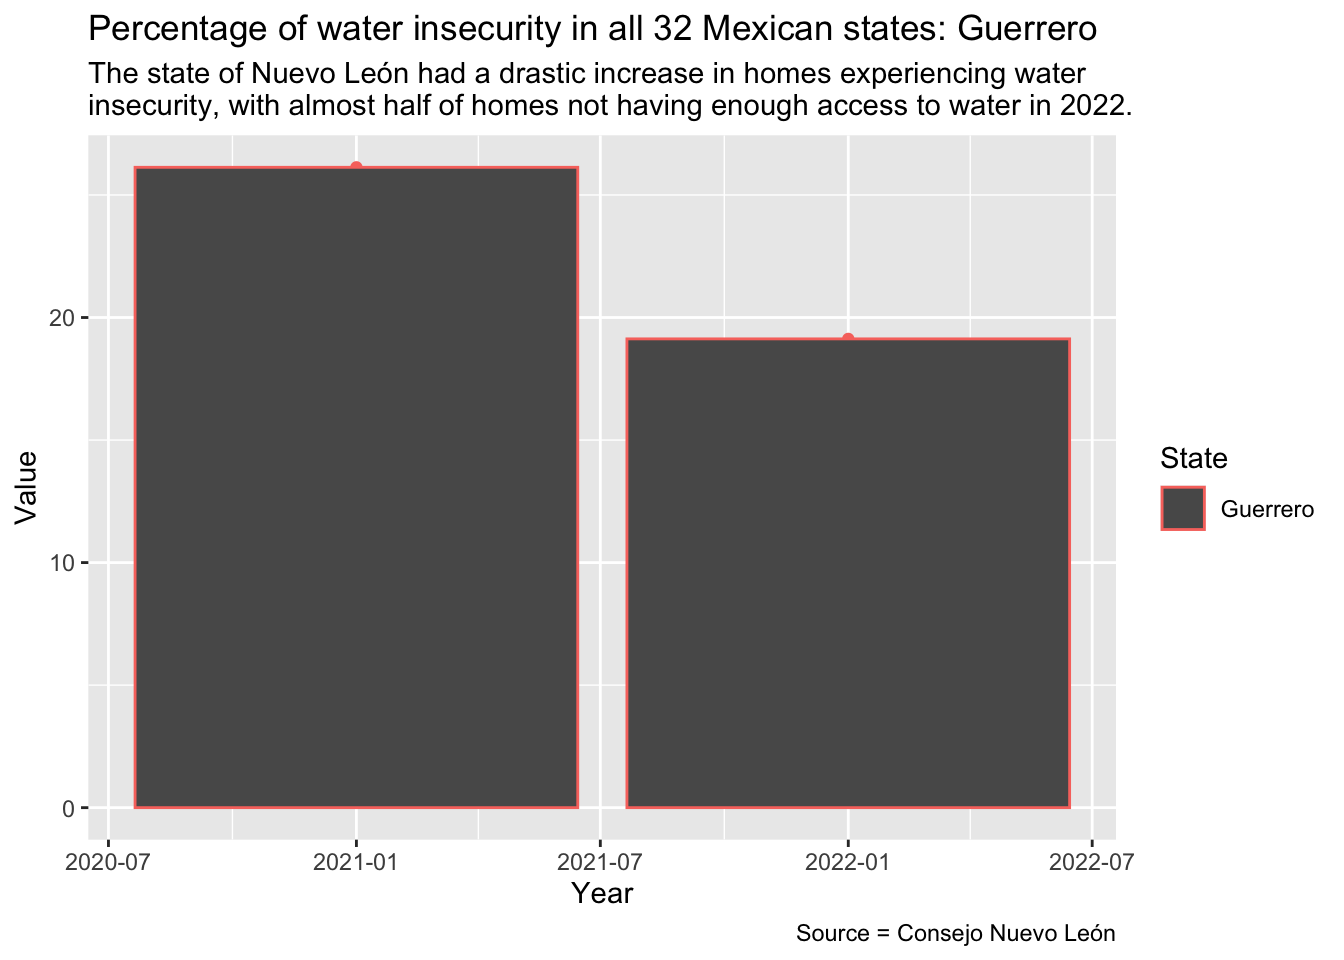 Percentage of water insecurity in all 32 Mexican states: Guerrero
The state of Nuevo León had a drastic increase in homes experiencing water
insecurity, with almost half of homes not having enough access to water in 2022.
Value
20
10
0
2020-07
2021-01
2021-07
2022-01
2022-07
Year
State
Guerrero
Source = Consejo Nuevo León